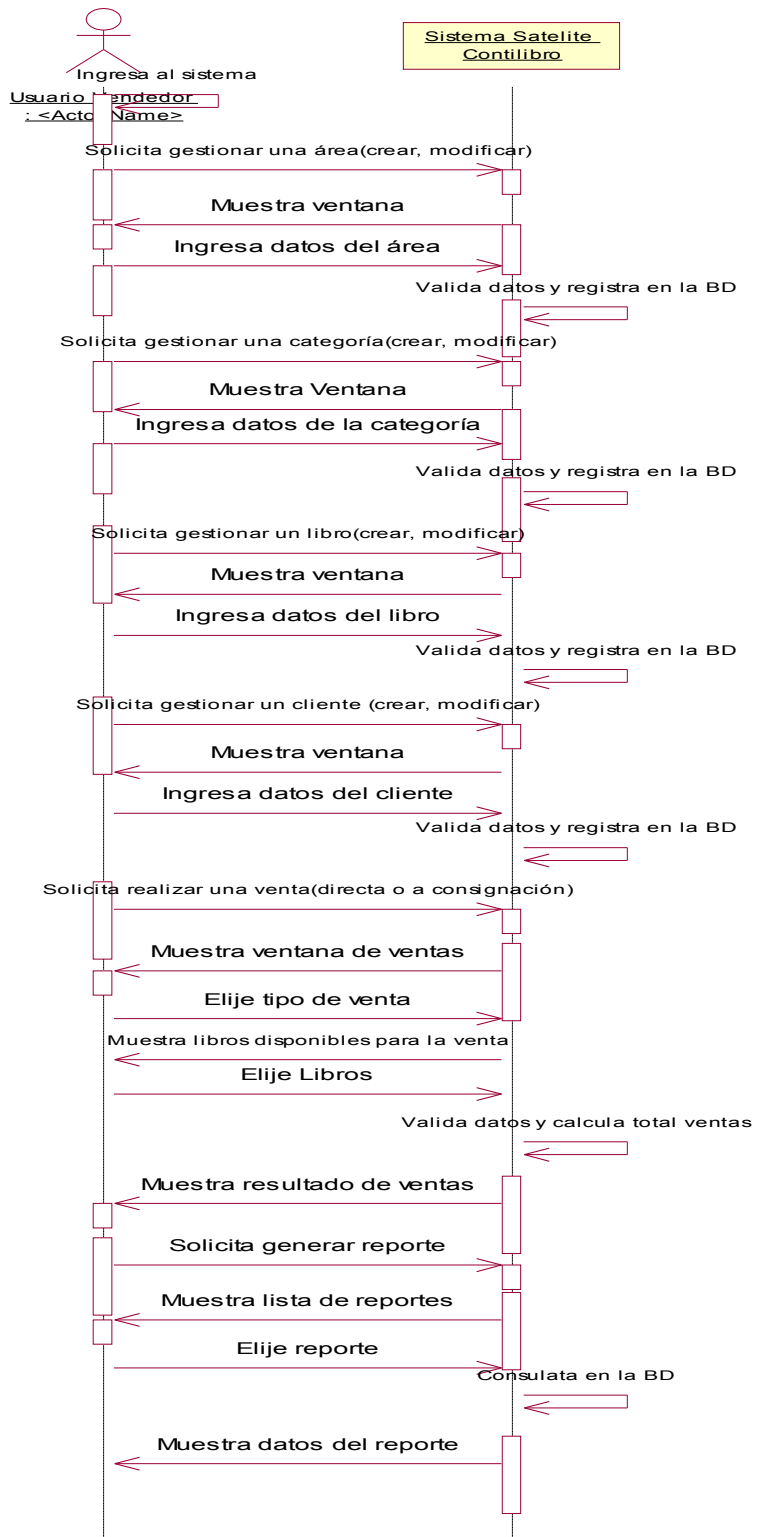 Sistema Satelite
Contilibro
Ingresa al sistema
Usuario Vendedor
: <Actor Name>
Solicita gestionar una área(crear, modificar)
Muestra ventana
Ingresa datos del área
Valida datos y registra en la BD
Solicita gestionar una categoría(crear, modificar)
Muestra Ventana
Ingresa datos de la categoría
Valida datos y registra en la BD
Solicita gestionar un libro(crear, modificar)
Muestra ventana
Ingresa datos del libro
Valida datos y registra en la BD
Solicita gestionar un cliente (crear, modificar)
Muestra ventana
Ingresa datos del cliente
Valida datos y registra en la BD
Solicita realizar una venta(directa o a consignación)
Muestra ventana de ventas
Elije tipo de venta
Muestra libros disponibles para la venta
Elije Libros
Valida datos y calcula total ventas
Muestra resultado de ventas
Solicita generar reporte
Muestra lista de reportes
Elije reporte
Consulata en la BD
Muestra datos del reporte